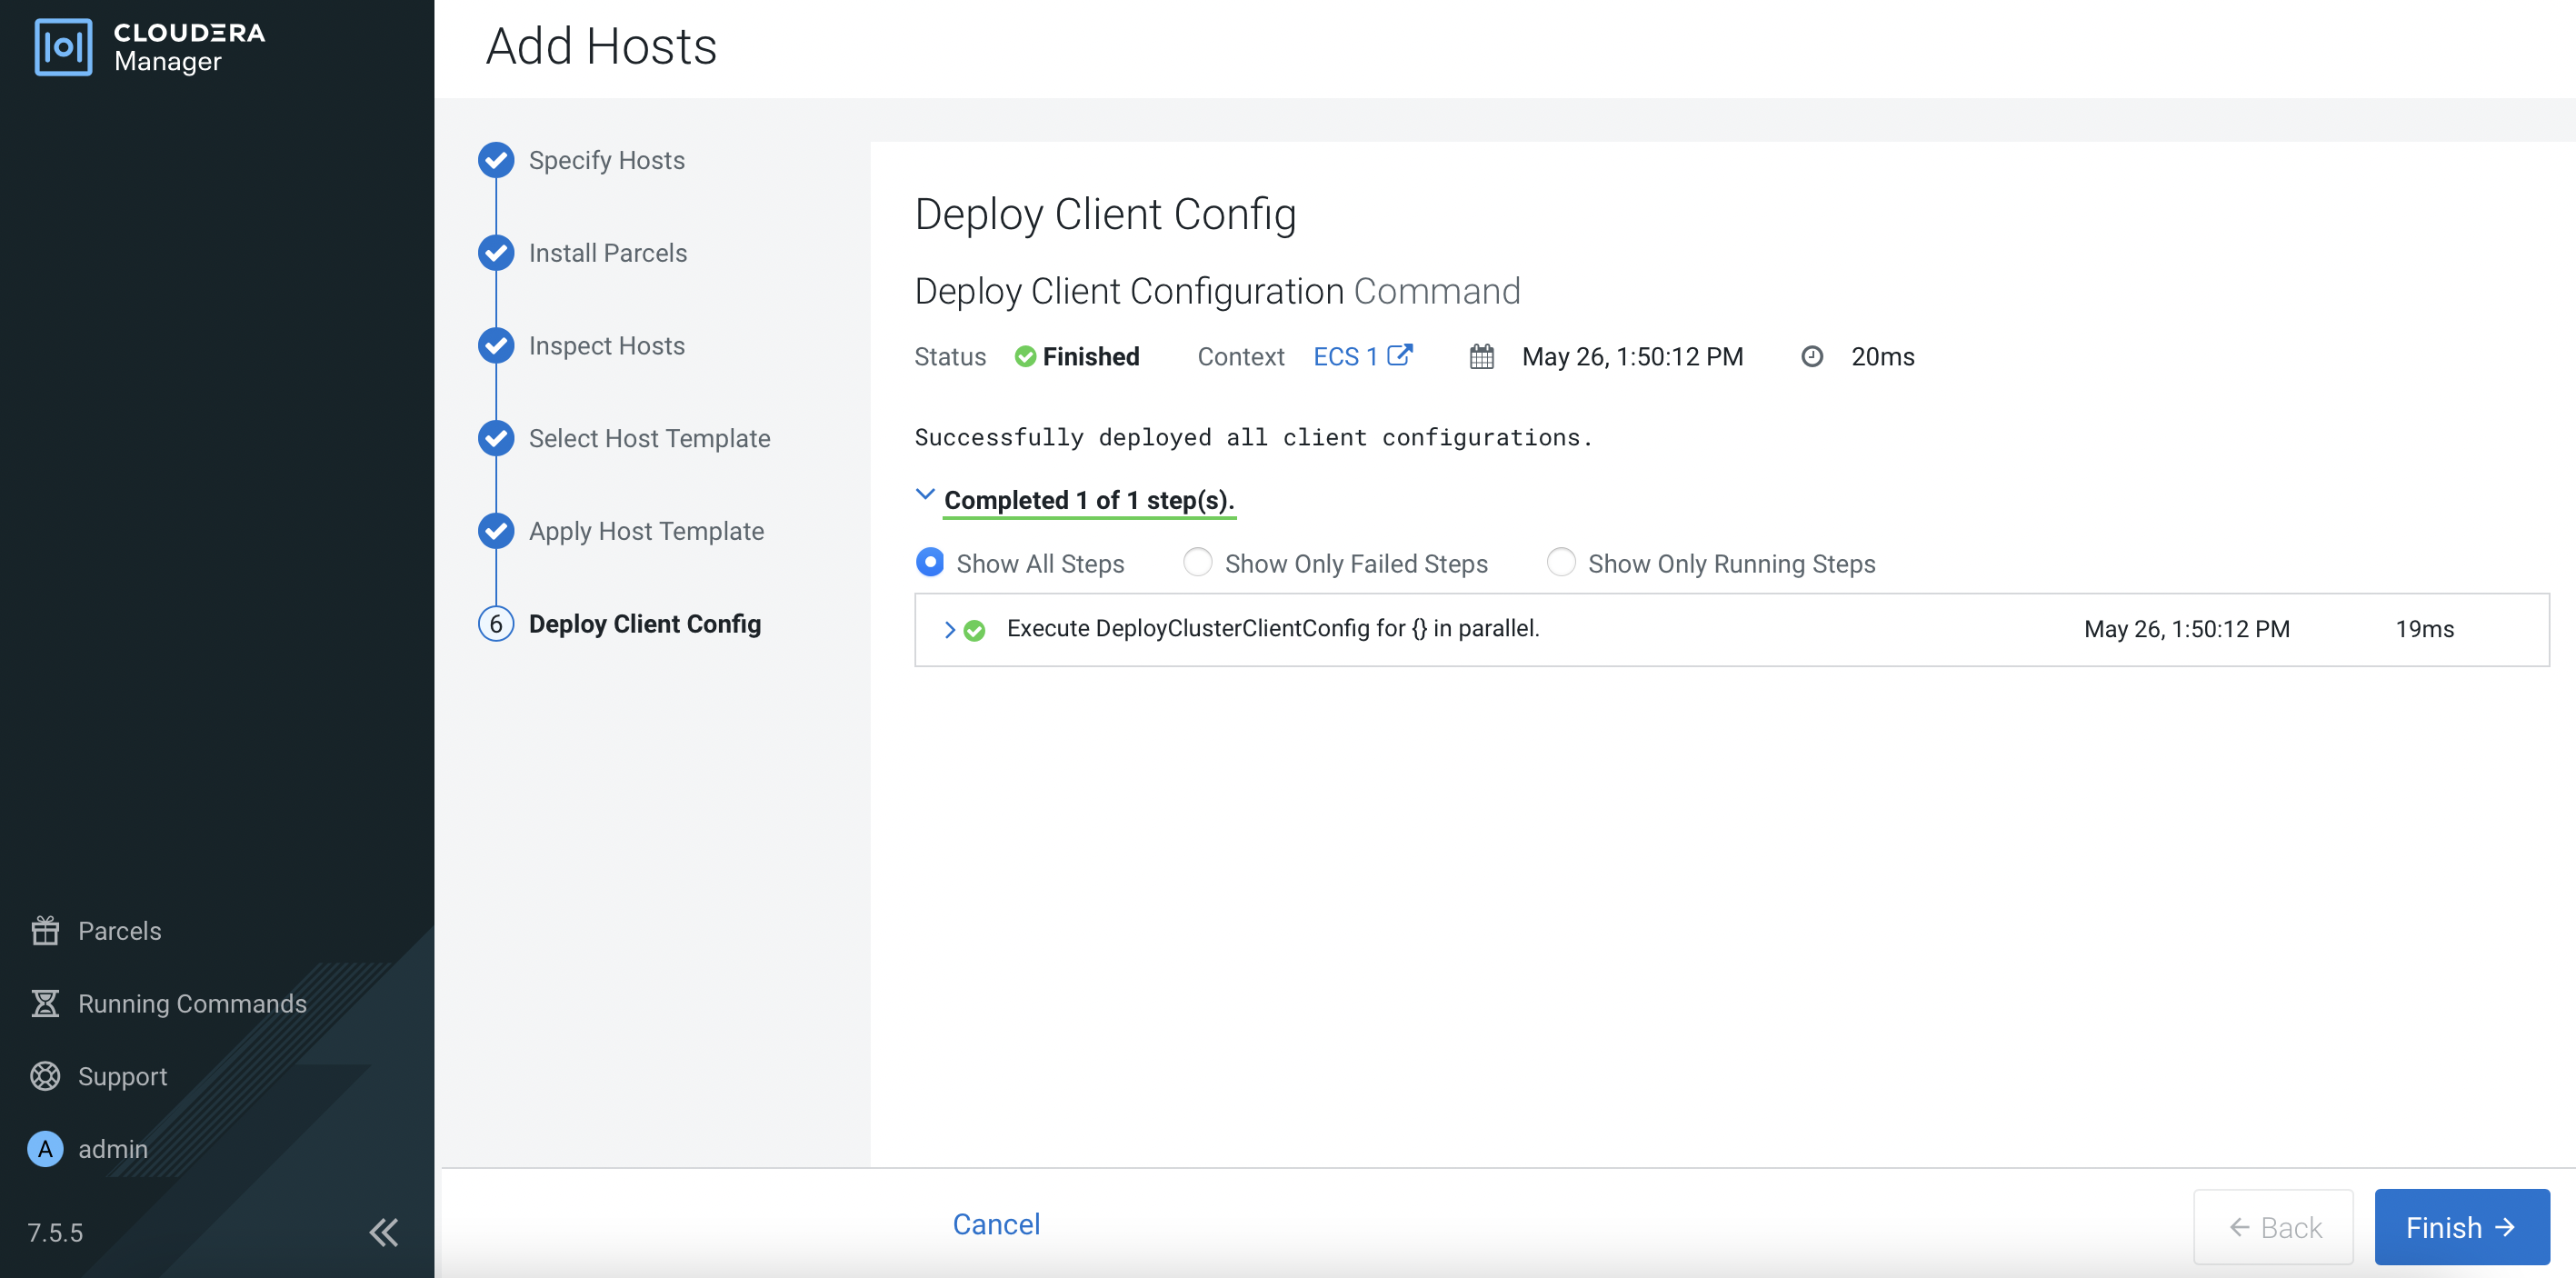 CLOUDERA
Manager
Add Hosts
Specify Hosts
Install Parcels
Inspect Hosts
Select Host Template
Apply Host Template
6 Deploy Client Config
Deploy Client Config
Deploy Client Configuration Command
Status Finished Context ECS 1 May 26, 1:50:12 PM 20ms
Successfully deployed all client configurations.
Completed 1 of 1 step(s).
Show All Steps Show Only Failed Steps Show Only Running Steps
Execute DeployClusterClientConfig for {} in parallel. May 26, 1:50:12 PM 19ms
Parcels
Running Commands
Support
A admin
7.5.5
Cancel
Back
Finish